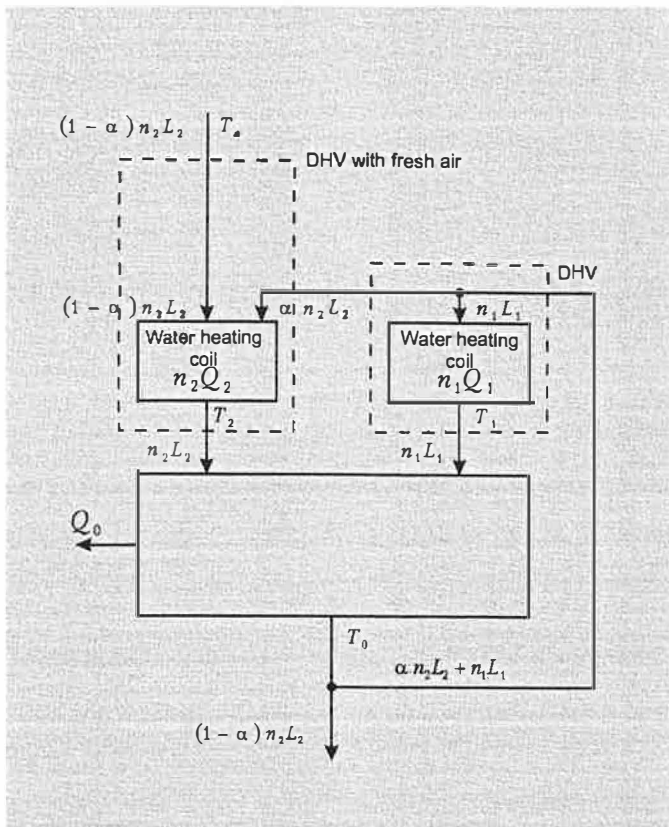 (1 - α) n₂L₂
Tₐ
DHV with fresh air
DHV
(1 - α) n₂L₂
α n₂L₂
n₁L₁
Water heating
coil
n₂Q₂
Water heating
coil
n₁Q₁
T₂
T₁
n₂L₂
n₁L₁
Q₀
T₀
α n₂L₂ + n₁L₁
(1 - α) n₂L₂